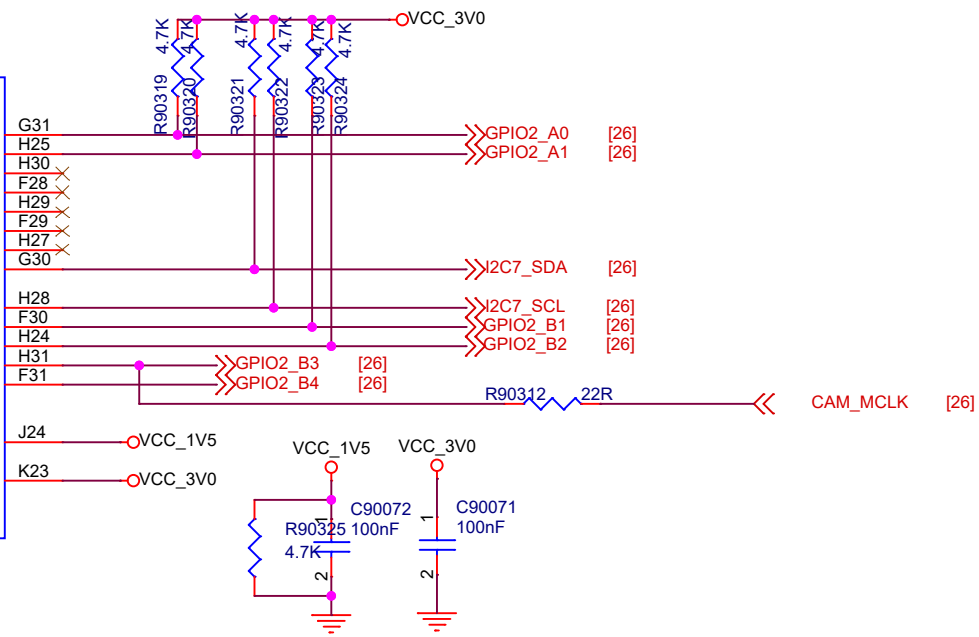 VCC_3V0
4.7K
4.7K
4.7K
4.7K
4.7K
4.7K
R90319
R90320
R90321
R90322
R90323
R90324
G31
GPIO2_A0 [26]
H25
GPIO2_A1 [26]
H30
F28
H29
F29
H27
G30
I2C7_SDA [26]
H28
I2C7_SCL [26]
F30
GPIO2_B1 [26]
H24
GPIO2_B2 [26]
H31
GPIO2_B3 [26]
F31
GPIO2_B4 [26]
R90312 22R
CAM_MCLK [26]
J24
VCC_1V5
K23
VCC_3V0
VCC_1V5
VCC_3V0
C90072
100nF
R90325
4.7K
1
2
C90071
100nF
1
2